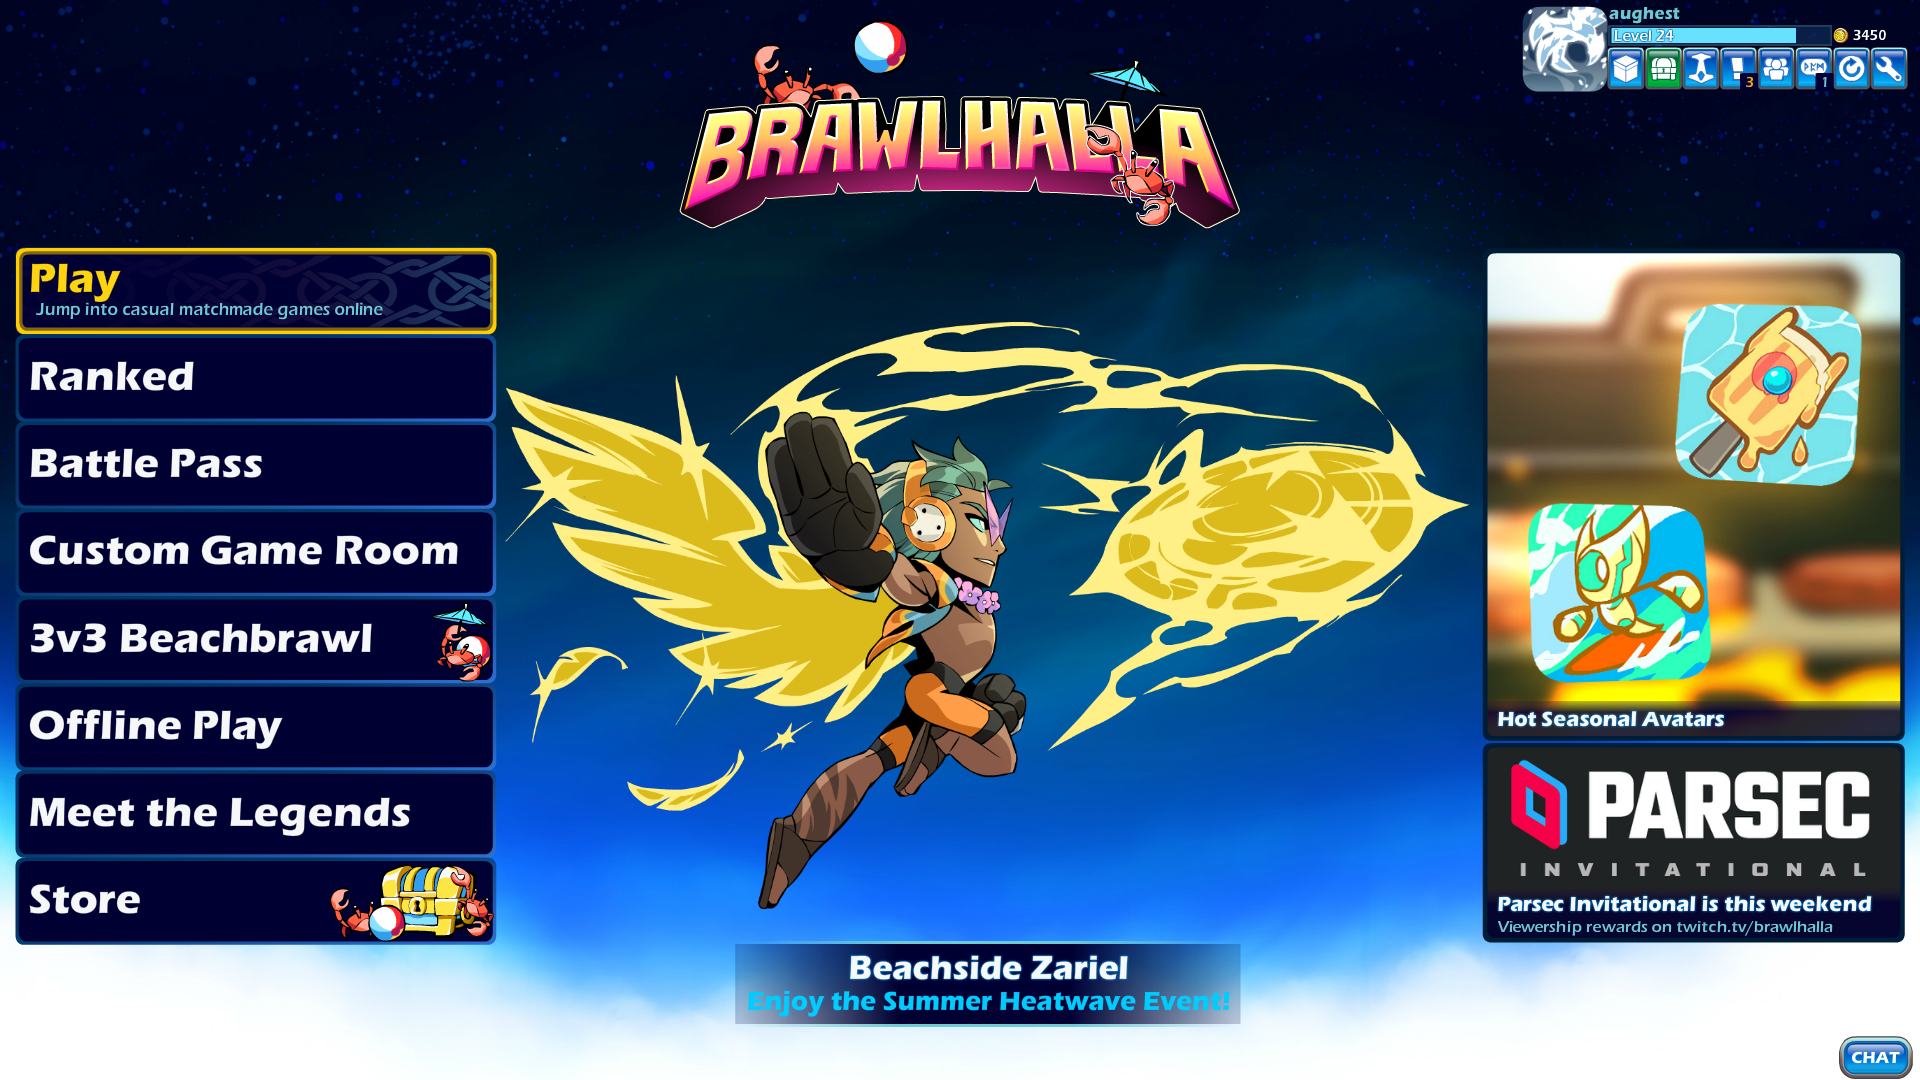 aughest
Level 24
3450
3
1
BRAWLHALLA
Play
Jump into casual matchmade games online
Ranked
Battle Pass
Custom Game Room
3v3 Beachbrawl
Offline Play
Meet the Legends
Store
Hot Seasonal Avatars
PARSEC
INVITATIONAL
Parsec Invitational is this weekend
Viewership rewards on twitch.tv/brawlhalla
Beachside Zariel
Enjoy the Summer Heatwave Event!
CHAT